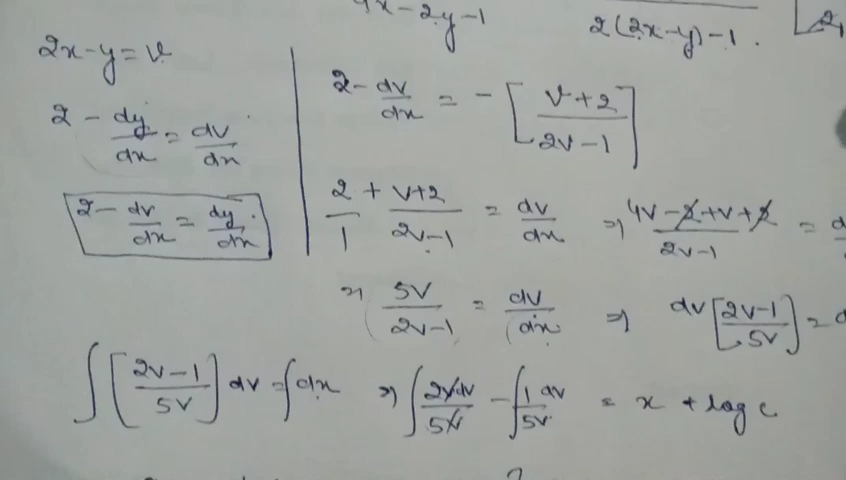 4x-2y-1
2(2x-y)-1.
2x-y=v
2 - dy/dx = dv/dx
2 - dv/dx = dy/dx
2 - dv/dx = - [v+2/2v-1]
2/1 + v+2/2v-1 = dv/dx ⇒ 4v-2+v+2/2v-1 =
⇒ 5v/2v-1 = dv/dx ⇒ dv[2v-1/5v] =
∫[2v-1/5v] dv = ∫dx ⇒ ∫2vdv/5v - ∫1/5v dv = x + log c